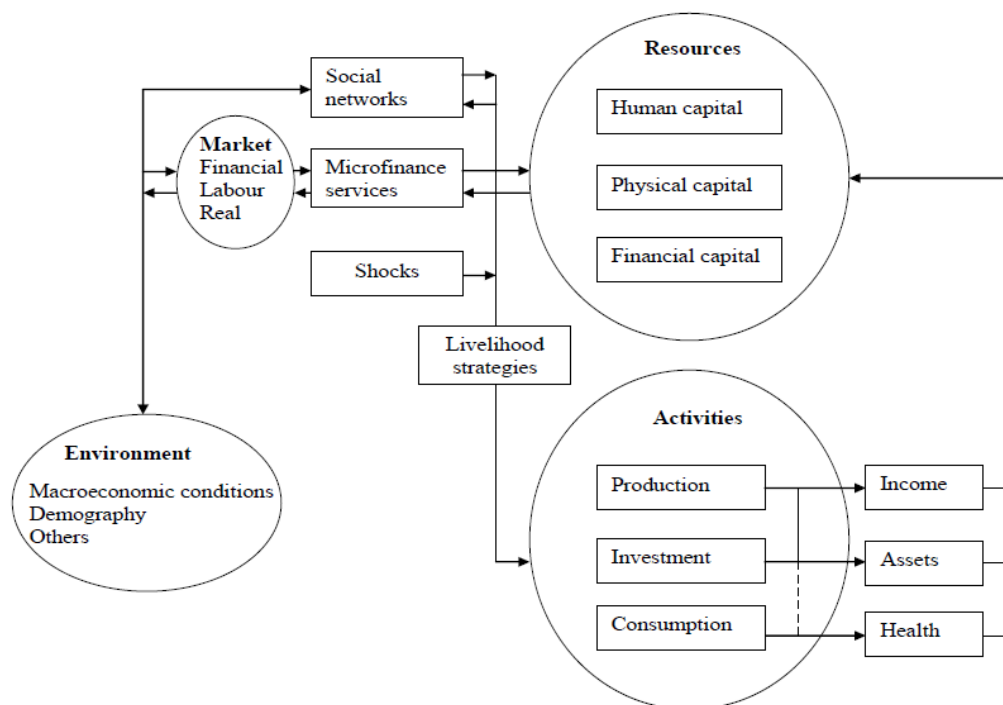 Resources
Social
networks
Human capital
Market
Financial
Labour
Real
Microfinance
services
Physical capital
Financial capital
Shocks
Livelihood
strategies
Activities
Environment
Macroeconomic conditions
Demography
Others
Production
Income
Investment
Assets
Consumption
Health